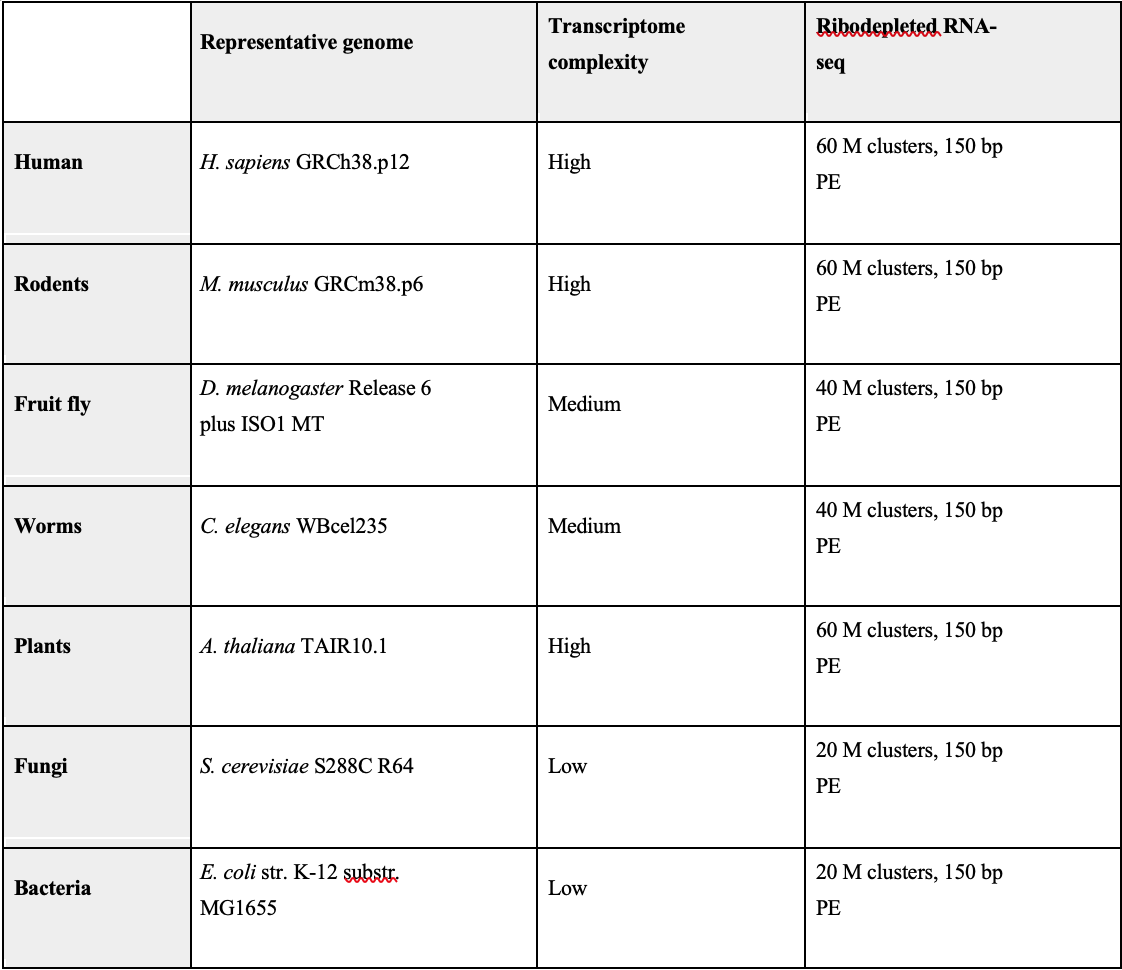 Representative genome
Transcriptome
complexity
Ribodepleted RNA-
seq
Human
H. sapiens GRCh38.p12
High
60 M clusters, 150 bp
PE
Rodents
M. musculus GRCm38.p6
High
60 M clusters, 150 bp
PE
Fruit fly
D. melanogaster Release 6
plus ISO1 MT
Medium
40 M clusters, 150 bp
PE
Worms
C. elegans WBcel235
Medium
40 M clusters, 150 bp
PE
Plants
A. thaliana TAIR10.1
High
60 M clusters, 150 bp
PE
Fungi
S. cerevisiae S288C R64
Low
20 M clusters, 150 bp
PE
Bacteria
E. coli str. K-12 substr.
MG1655
Low
20 M clusters, 150 bp
PE